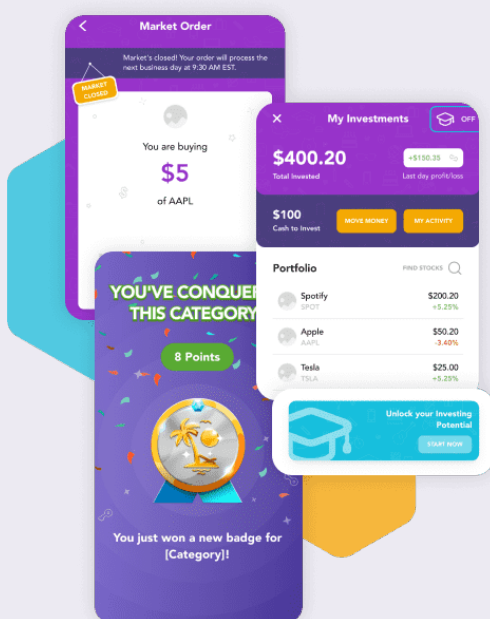 Market Order
Market's closed! Your order will process the
next business day at 9:30 AM EST.
MARKET
CLOSED
You are buying
$5
of AAPL
My Investments
OFF
$400.20
+$150.35
Total Invested
Last day profit/loss
$100
Cash to Invest
MOVE MONEY
MY ACTIVITY
Portfolio
FIND STOCKS
Spotify
$200.20
SPOT
+5.25%
Apple
$50.20
AAPL
-3.40%
Tesla
$25.00
TSLA
+5.25%
Unlock your Investing
Potential
START NOW
YOU'VE CONQUE
THIS CATEGORY
8 Points
You just won a new badge for
[Category]!